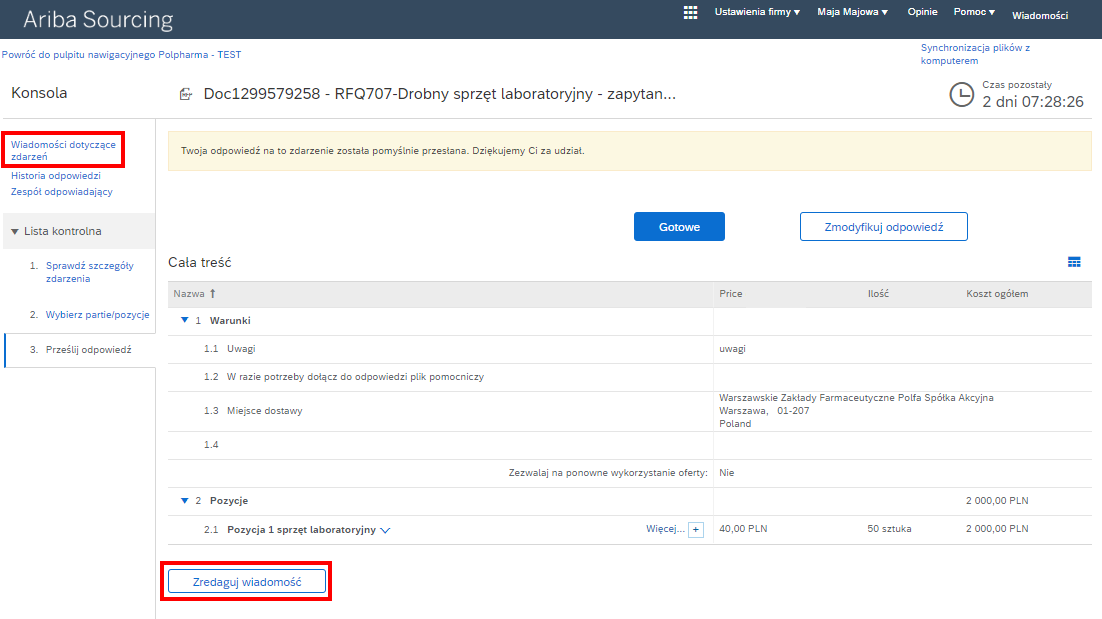 Ariba Sourcing
Ustawienia firmy ▾
Maja Majowa ▾
Opinie
Pomoc ▾
Wiadomości
Powróć do pulpitu nawigacyjnego Polpharma - TEST
Synchronizacja plików z
komputerem
Konsola
Doc1299579258 - RFQ707-Drobny sprzęt laboratoryjny - zapytan...
Czas pozostały
2 dni 07:28:26
Wiadomości dotyczące
zdarzeń
Historia odpowiedzi
Zespół odpowiadający
▼ Lista kontrolna
1. Sprawdź szczegóły
zdarzenia
2. Wybierz partie/pozycje
3. Prześlij odpowiedź
Twoja odpowiedź na to zdarzenie została pomyślnie przesłana. Dziękujemy Ci za udział.
Gotowe
Zmodyfikuj odpowiedź
Cała treść
Nazwa ↑ Price Ilość Koszt ogółem
▼ 1 Warunki
1.1 Uwagi uwagi
1.2 W razie potrzeby dołącz do odpowiedzi plik pomocniczy
1.3 Miejsce dostawy
Warszawskie Zakłady Farmaceutyczne Polfa Spółka Akcyjna
Warszawa, 01-207
Poland
1.4
Zezwalaj na ponowne wykorzystanie oferty: Nie
▼ 2 Pozycje 2 000,00 PLN
2.1 Pozycja 1 sprzęt laboratoryjny Więcej... + 40,00 PLN 50 sztuka 2 000,00 PLN
Zredaguj wiadomość